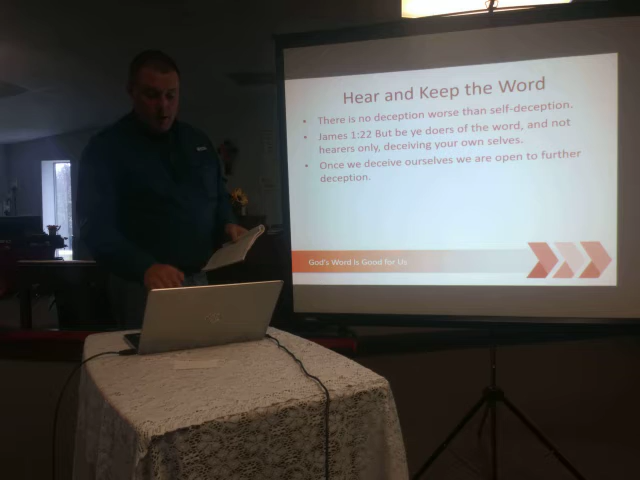 Hear and Keep the Word
• There is no deception worse than self-deception.
• James 1:22 But be ye doers of the word, and not
hearers only, deceiving your own selves.
• Once we deceive ourselves we are open to further
deception.
God's Word Is Good for Us